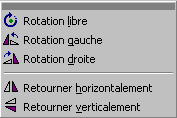 Rotation libre
Rotation gauche
Rotation droite
Retourner horizontalement
Retourner verticalement